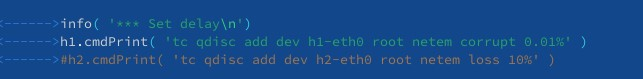 ------>info( '*** Set delay\n')
------>h1.cmdPrint( 'tc qdisc add dev h1-eth0 root netem corrupt 0.01%' )
------>#h2.cmdPrint( 'tc qdisc add dev h2-eth0 root netem loss 10%' )